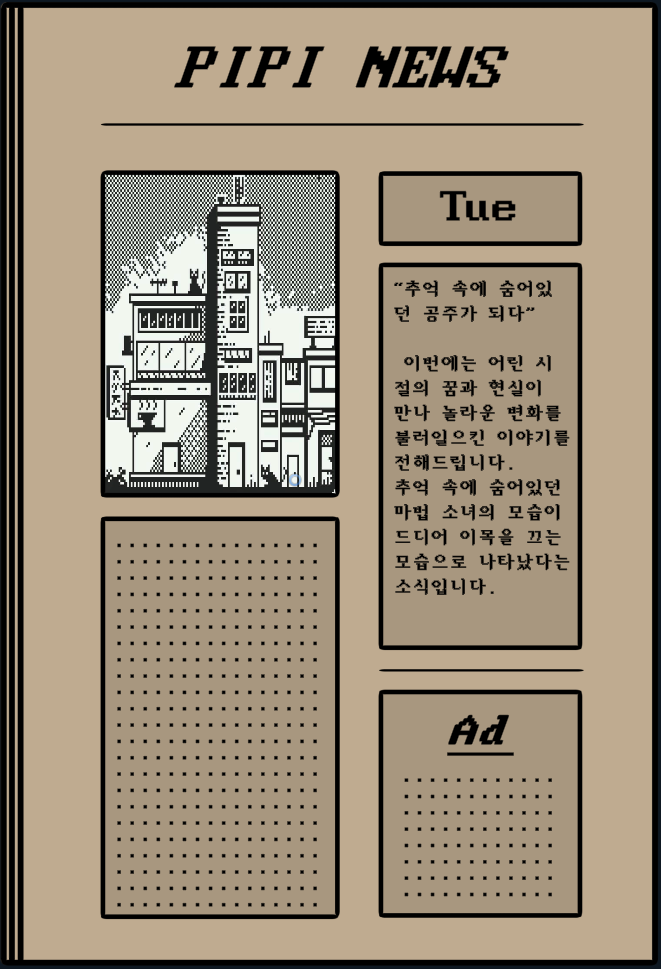 PIPI NEWS
Tue
“추억 속에 숨어있
던 공주가 되다”
이번에는 어린 시
절의 꿈과 현실이
만나 놀라운 변화를
불러일으킨 이야기를
전해드립니다.
추억 속에 숨어있던
마법 소녀의 모습이
드디어 이목을 끄는
모습으로 나타났다는
소식입니다.
Ad